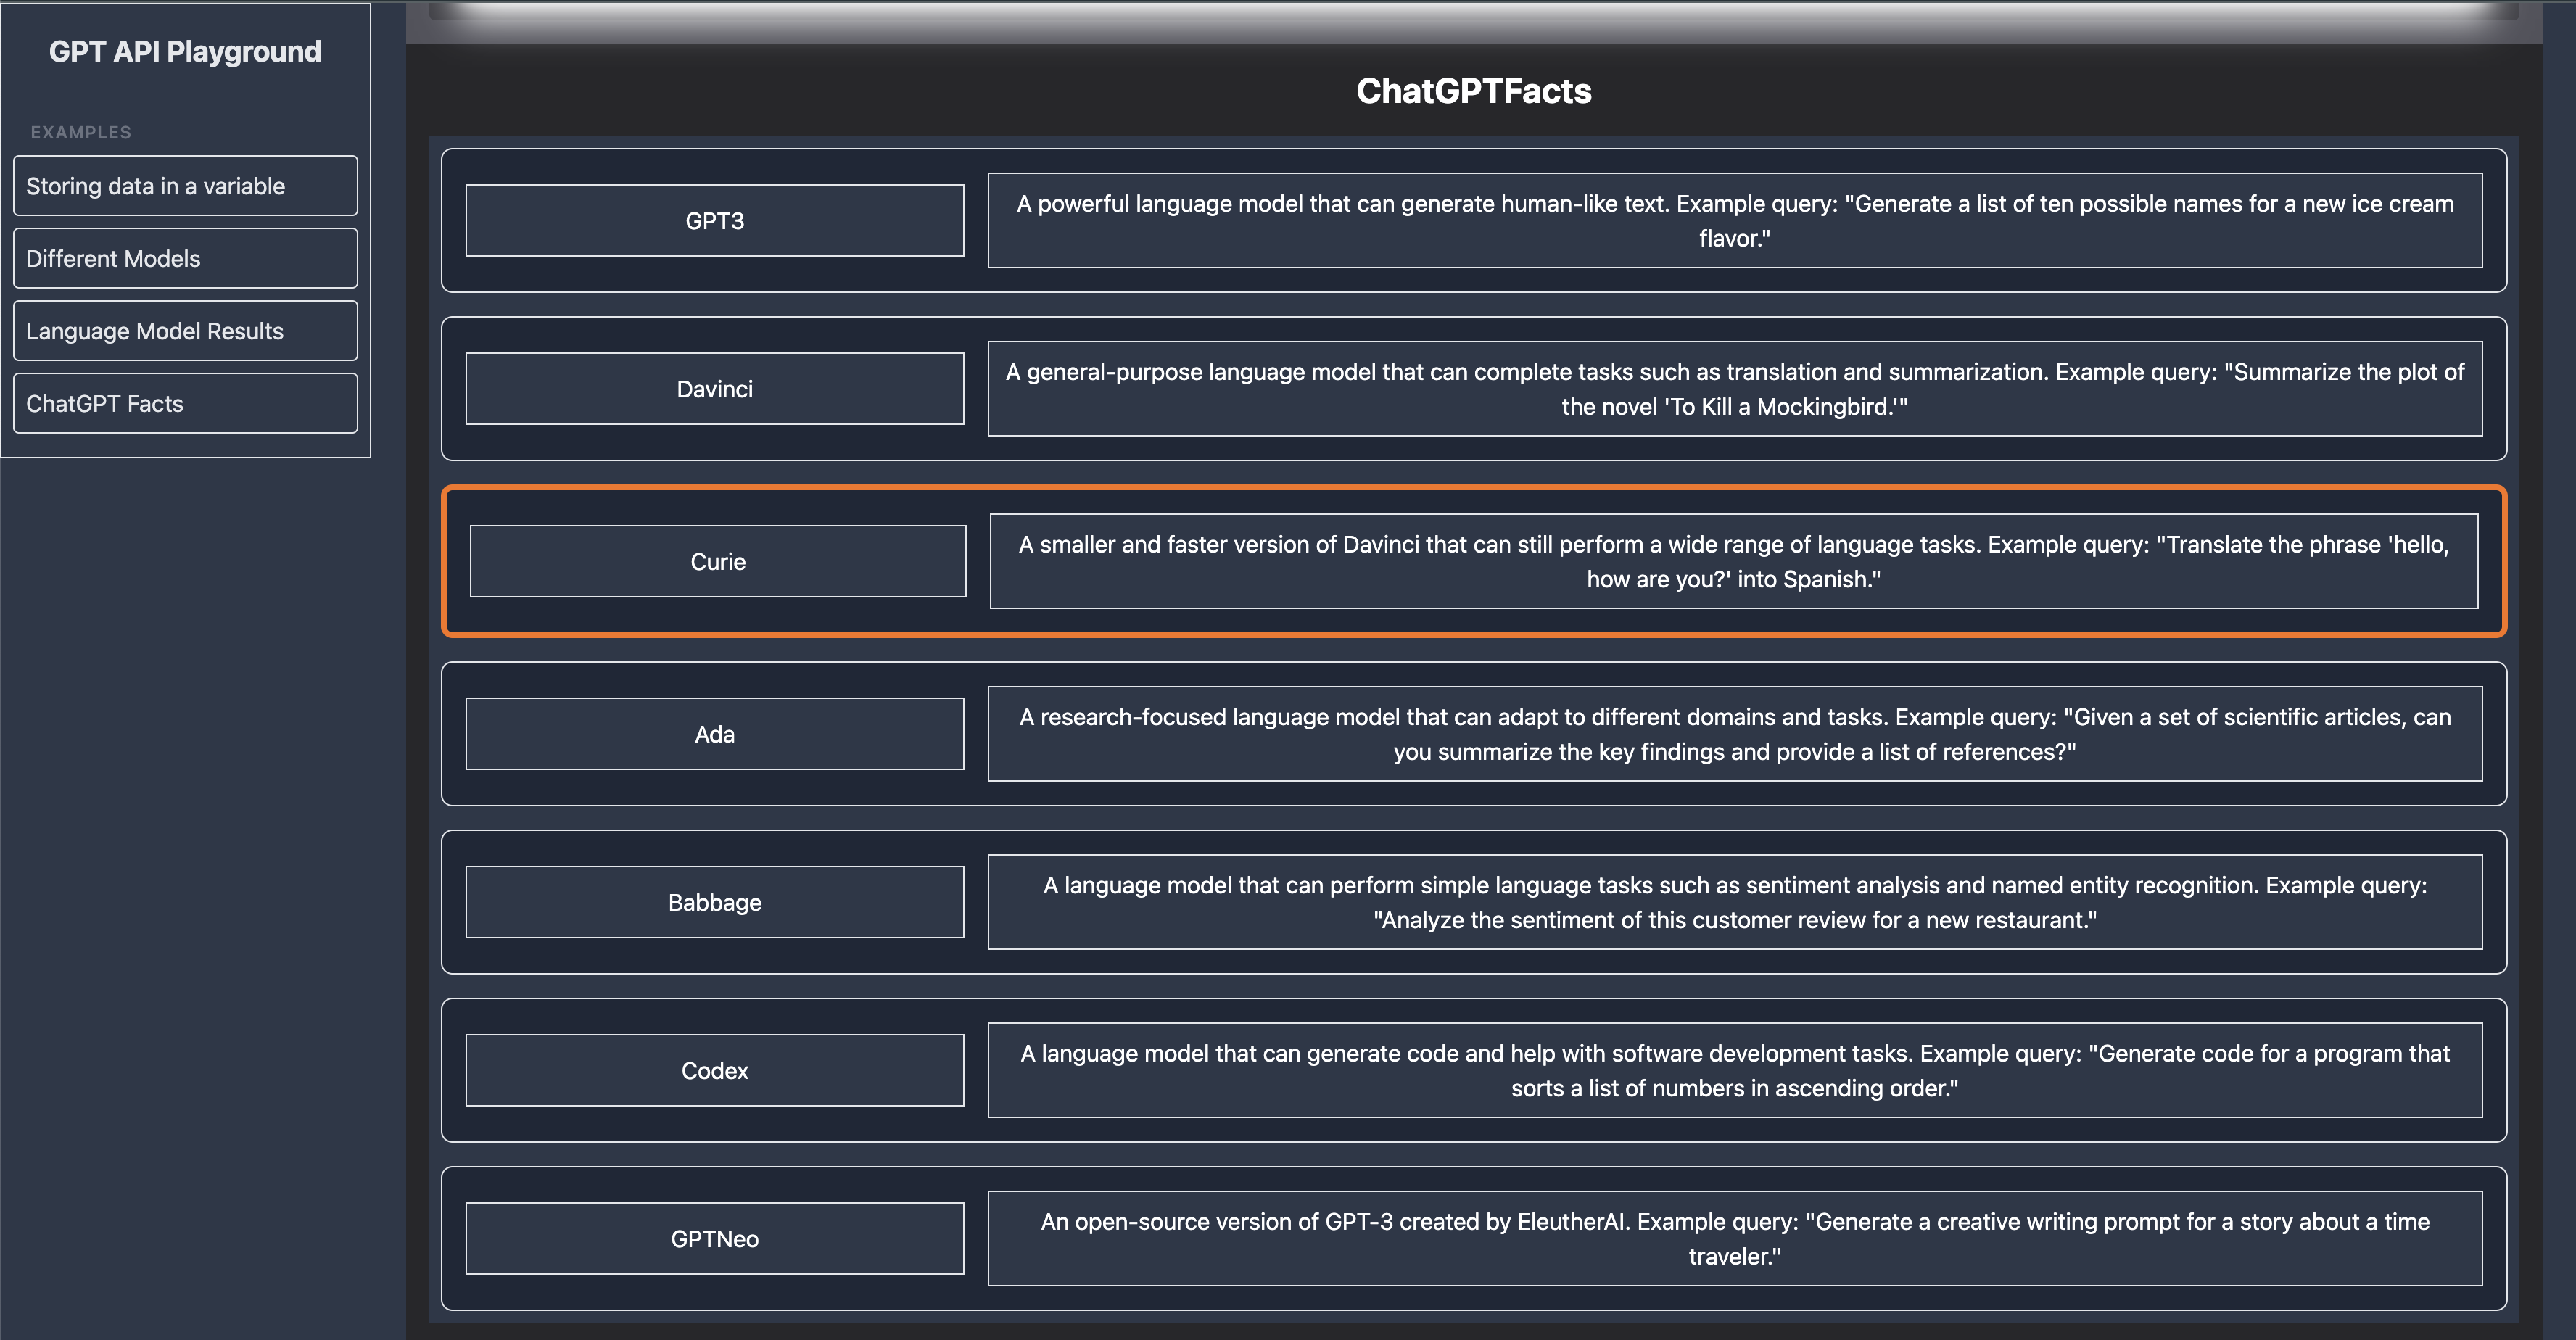 GPT API Playground
EXAMPLES
Storing data in a variable
Different Models
Language Model Results
ChatGPT Facts
ChatGPTFacts
GPT3
A powerful language model that can generate human-like text. Example query: "Generate a list of ten possible names for a new ice cream
flavor."
Davinci
A general-purpose language model that can complete tasks such as translation and summarization. Example query: "Summarize the plot of
the novel 'To Kill a Mockingbird.'"
Curie
A smaller and faster version of Davinci that can still perform a wide range of language tasks. Example query: "Translate the phrase 'hello,
how are you?' into Spanish."
Ada
A research-focused language model that can adapt to different domains and tasks. Example query: "Given a set of scientific articles, can
you summarize the key findings and provide a list of references?"
Babbage
A language model that can perform simple language tasks such as sentiment analysis and named entity recognition. Example query:
"Analyze the sentiment of this customer review for a new restaurant."
Codex
A language model that can generate code and help with software development tasks. Example query: "Generate code for a program that
sorts a list of numbers in ascending order."
GPTNeo
An open-source version of GPT-3 created by EleutherAI. Example query: "Generate a creative writing prompt for a story about a time
traveler."